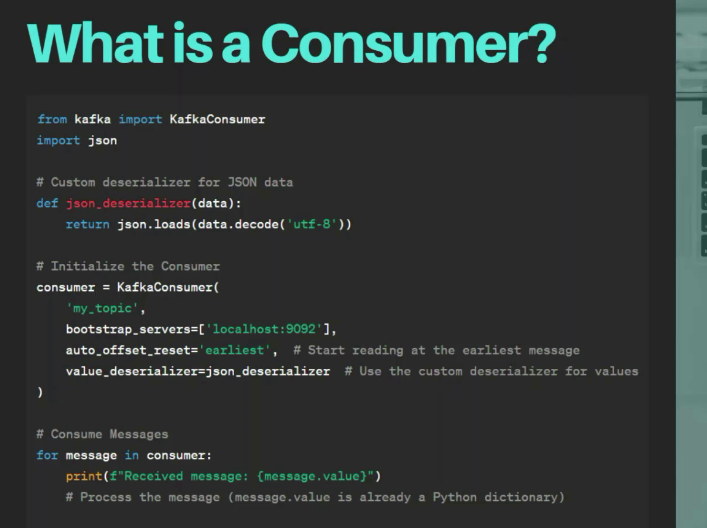 What is a Consumer?
from kafka import KafkaConsumer
import json
# Custom deserializer for JSON data
def json_deserializer(data):
    return json.loads(data.decode('utf-8'))
# Initialize the Consumer
consumer = KafkaConsumer(
    'my_topic',
    bootstrap_servers=['localhost:9092'],
    auto_offset_reset='earliest',  # Start reading at the earliest message
    value_deserializer=json_deserializer  # Use the custom deserializer for values
)
# Consume Messages
for message in consumer:
    print(f"Received message: {message.value}")
    # Process the message (message.value is already a Python dictionary)